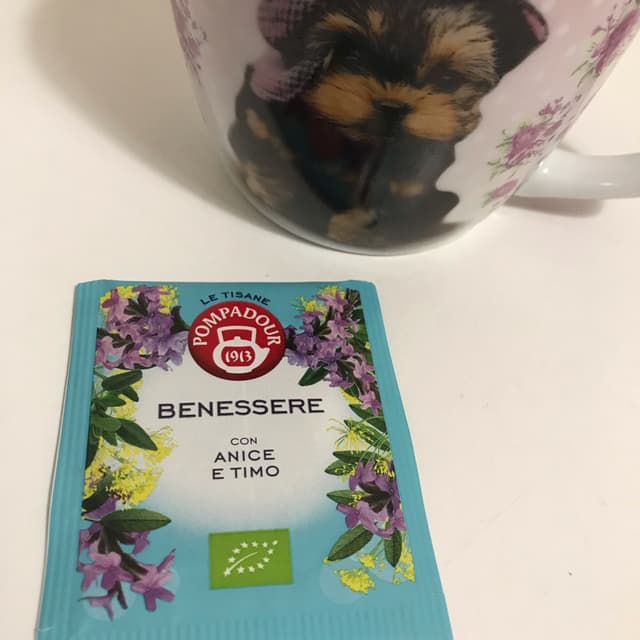 LE TISANE
POMPADOUR
1913
BENESSERE
CON
ANICE
E TIMO